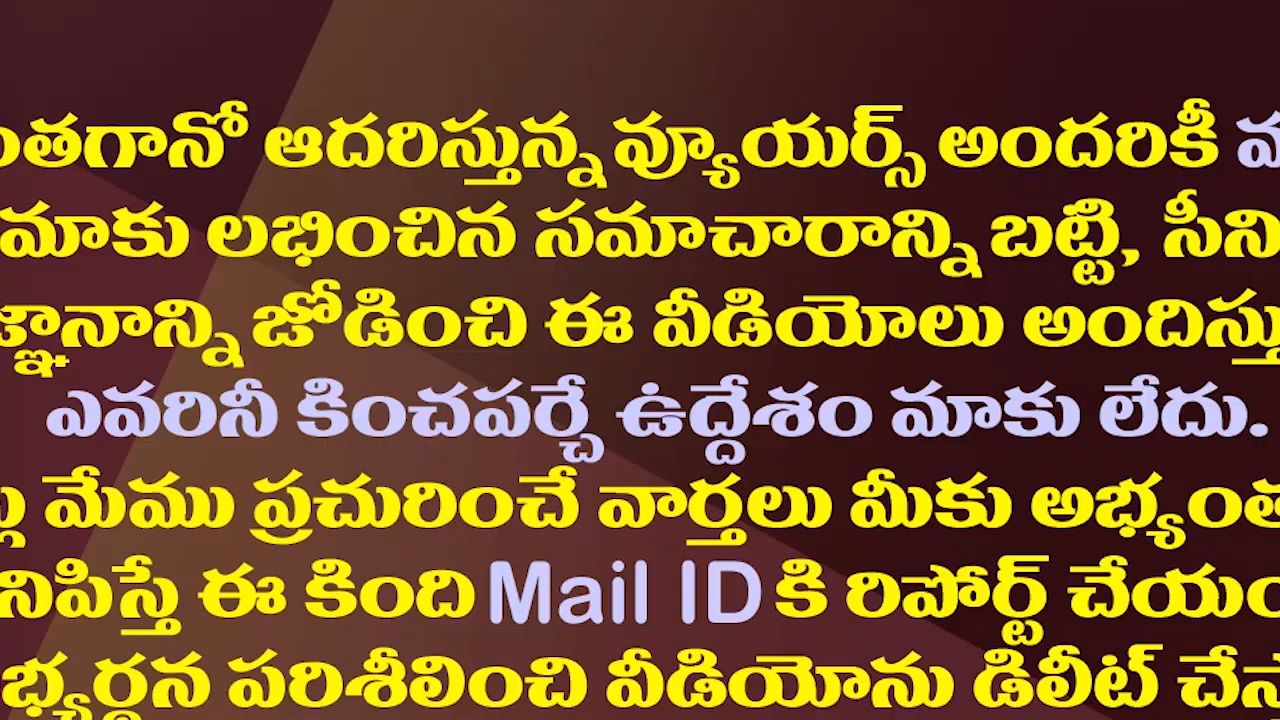 ంతగానో ఆదరిస్తున్న వ్యూయర్స్ అందరికీ
మాకు లభించిన సమాచారాన్ని బట్టి, సీని
జ్ఞానాన్ని జోడించి ఈ వీడియోలు అందిస్తు
ఎవరినీ కించపర్చే ఉద్దేశం మాకు లేదు.
ల్ల మేము ప్రచురించే వార్తలు మీకు అభ్యంత
నిపిస్తే ఈ కింది Mail ID కి రిపోర్ట్ చేయం
భ్యర్థన పరిశీలించి వీడియోను డిలీట్ చేస